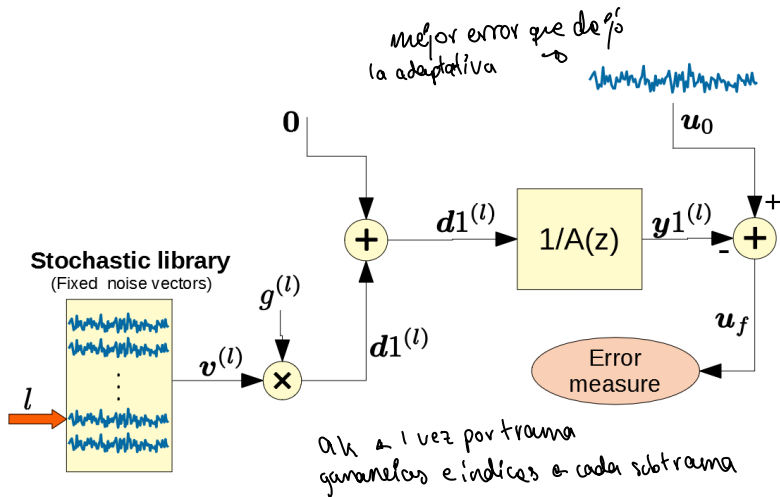 mejor error que dejó
la adaptativa
𝟎
𝒖₀
+
+
𝒅1⁽ˡ⁾
1/A(z)
𝒚1⁽ˡ⁾
+
-
Stochastic library
(Fixed noise vectors)
g⁽ˡ⁾
𝒅1⁽ˡ⁾
𝒖_f
𝒗⁽ˡ⁾
×
Error
measure
l
ak 1 vez por trama
ganancias e índices cada subtrama